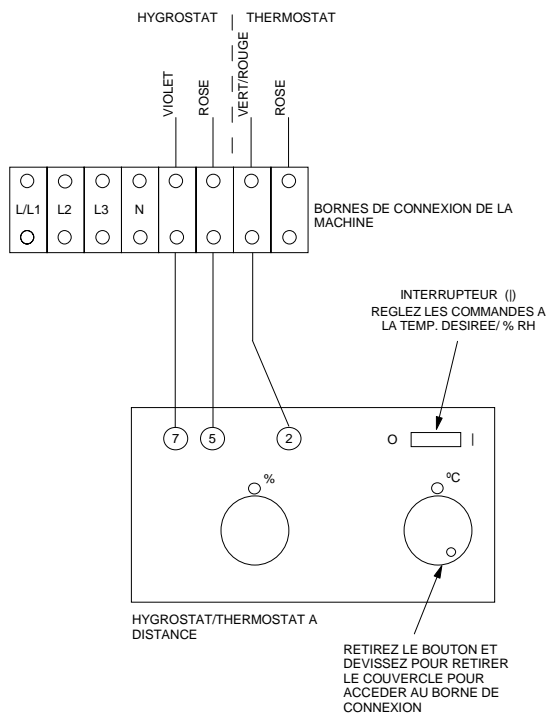 HYGROSTAT | THERMOSTAT
VIOLET
ROSE
VERT/ROUGE
ROSE
L/L1 L2 L3 N
BORNES DE CONNEXION DE LA
MACHINE
INTERRUPTEUR (|)
REGLEZ LES COMMANDES A
LA TEMP. DESIREE/ % RH
7 5 2 O |
% ºC
HYGROSTAT/THERMOSTAT A
DISTANCE
RETIREZ LE BOUTON ET
DEVISSEZ POUR RETIRER
LE COUVERCLE POUR
ACCEDER AU BORNE DE
CONNEXION